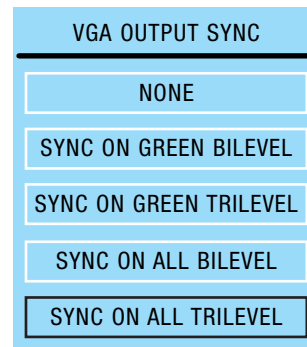 VGA OUTPUT SYNC
NONE
SYNC ON GREEN BILEVEL
SYNC ON GREEN TRILEVEL
SYNC ON ALL BILEVEL
SYNC ON ALL TRILEVEL